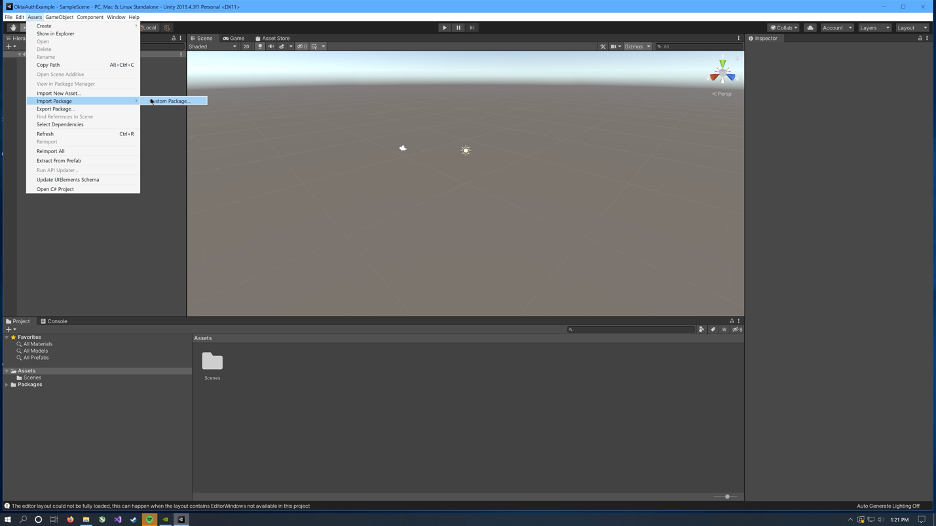 OktaAuthExample - SampleScene - PC, Mac & Linux Standalone - Unity 2019.4.3f1 Personal <DX11>
File Edit Assets GameObject Component Window Help
Local
Collab
Account
Layers
Layout
Create
Show in Explorer
Open
Delete
Rename
Copy Path Alt+Ctrl+C
Open Scene Additive
View in Package Manager
Import New Asset...
Import Package
Custom Package...
Export Package...
Find References In Scene
Select Dependencies
Refresh Ctrl+R
Reimport
Reimport All
Extract From Prefab
Run API Updater...
Update UIElements Schema
Open C# Project
Scene Game Asset Store
Shaded 2D
Gizmos All
Inspector
Persp
Project Console
Favorites
All Materials
All Models
All Prefabs
Assets
Scenes
Packages
Assets
Scenes
The editor layout could not be fully loaded, this can happen when the layout contains EditorWindows not available in this project
Auto Generate Lighting Off
1:21 PM